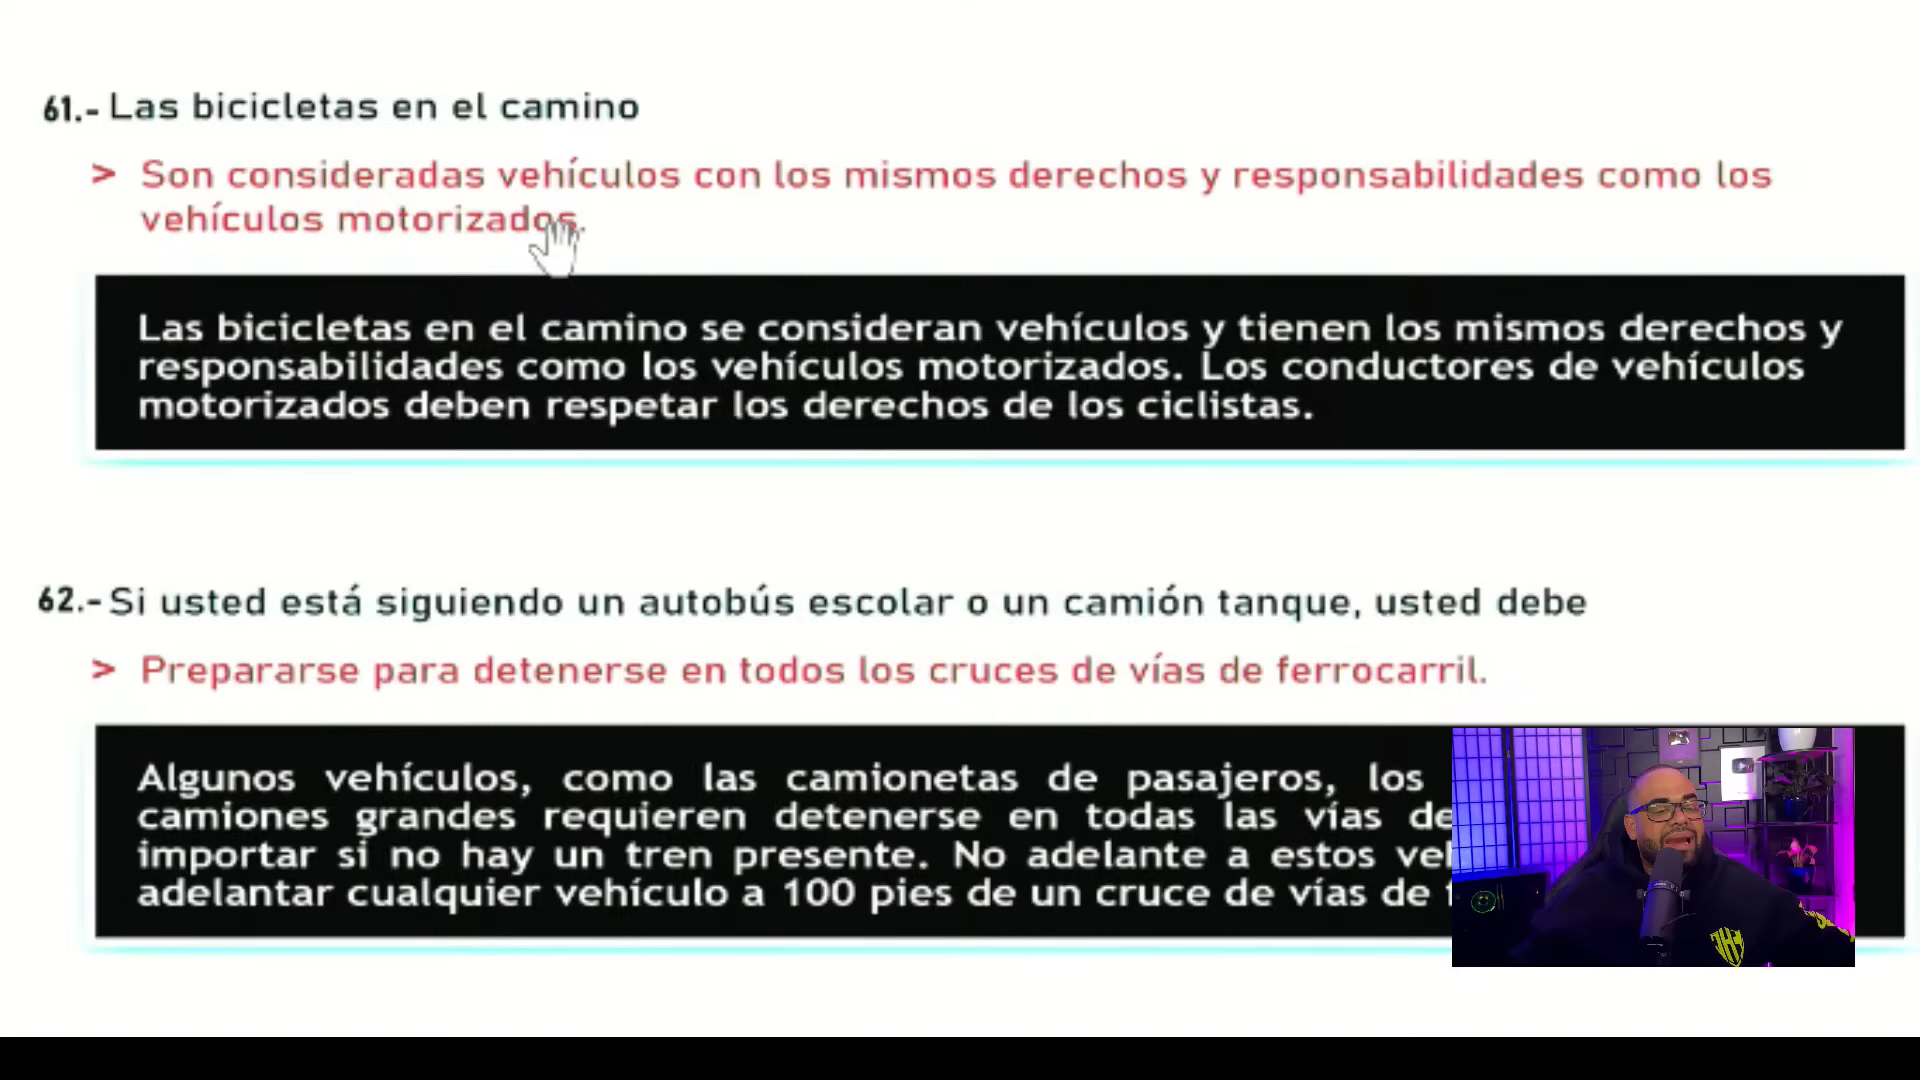 61.- Las bicicletas en el camino
> Son consideradas vehículos con los mismos derechos y responsabilidades como los
vehículos motorizados.
Las bicicletas en el camino se consideran vehículos y tienen los mismos derechos y
responsabilidades como los vehículos motorizados. Los conductores de vehículos
motorizados deben respetar los derechos de los ciclistas.
62.- Si usted está siguiendo un autobús escolar o un camión tanque, usted debe
> Prepararse para detenerse en todos los cruces de vías de ferrocarril.
Algunos vehículos, como las camionetas de pasajeros, los
camiones grandes requieren detenerse en todas las vías de
importar si no hay un tren presente. No adelante a estos
adelantar cualquier vehículo a 100 pies de un cruce de vías de